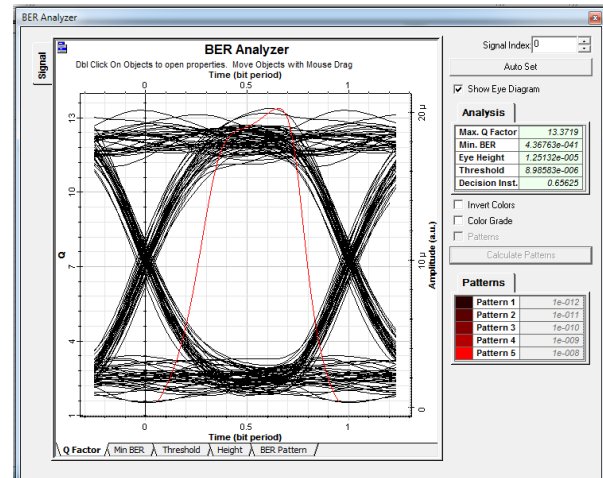 BER Analyzer
Signal
BER Analyzer
Dbl Click On Objects to open properties. Move Objects with Mouse Drag
Time (bit period)
0 0.5 1
Q
1 4 7 10 13
Amplitude (a.u.)
0 10 µ 20 µ
0 0.5 1
Time (bit period)
Q Factor Min BER Threshold Height BER Pattern
Signal Index: 0
Auto Set
Show Eye Diagram
Analysis
Max. Q Factor 13.3719
Min. BER 4.36763e-041
Eye Height 1.25132e-005
Threshold 8.98583e-006
Decision Inst. 0.65625
Invert Colors
Color Grade
Patterns
Calculate Patterns
Patterns
Pattern 1 1e-012
Pattern 2 1e-011
Pattern 3 1e-010
Pattern 4 1e-009
Pattern 5 1e-008